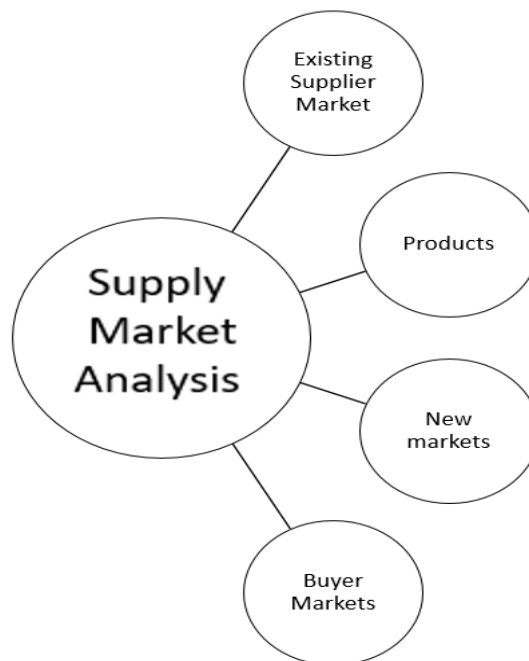 Existing
Supplier
Market
Products
Supply
Market
Analysis
New
markets
Buyer
Markets